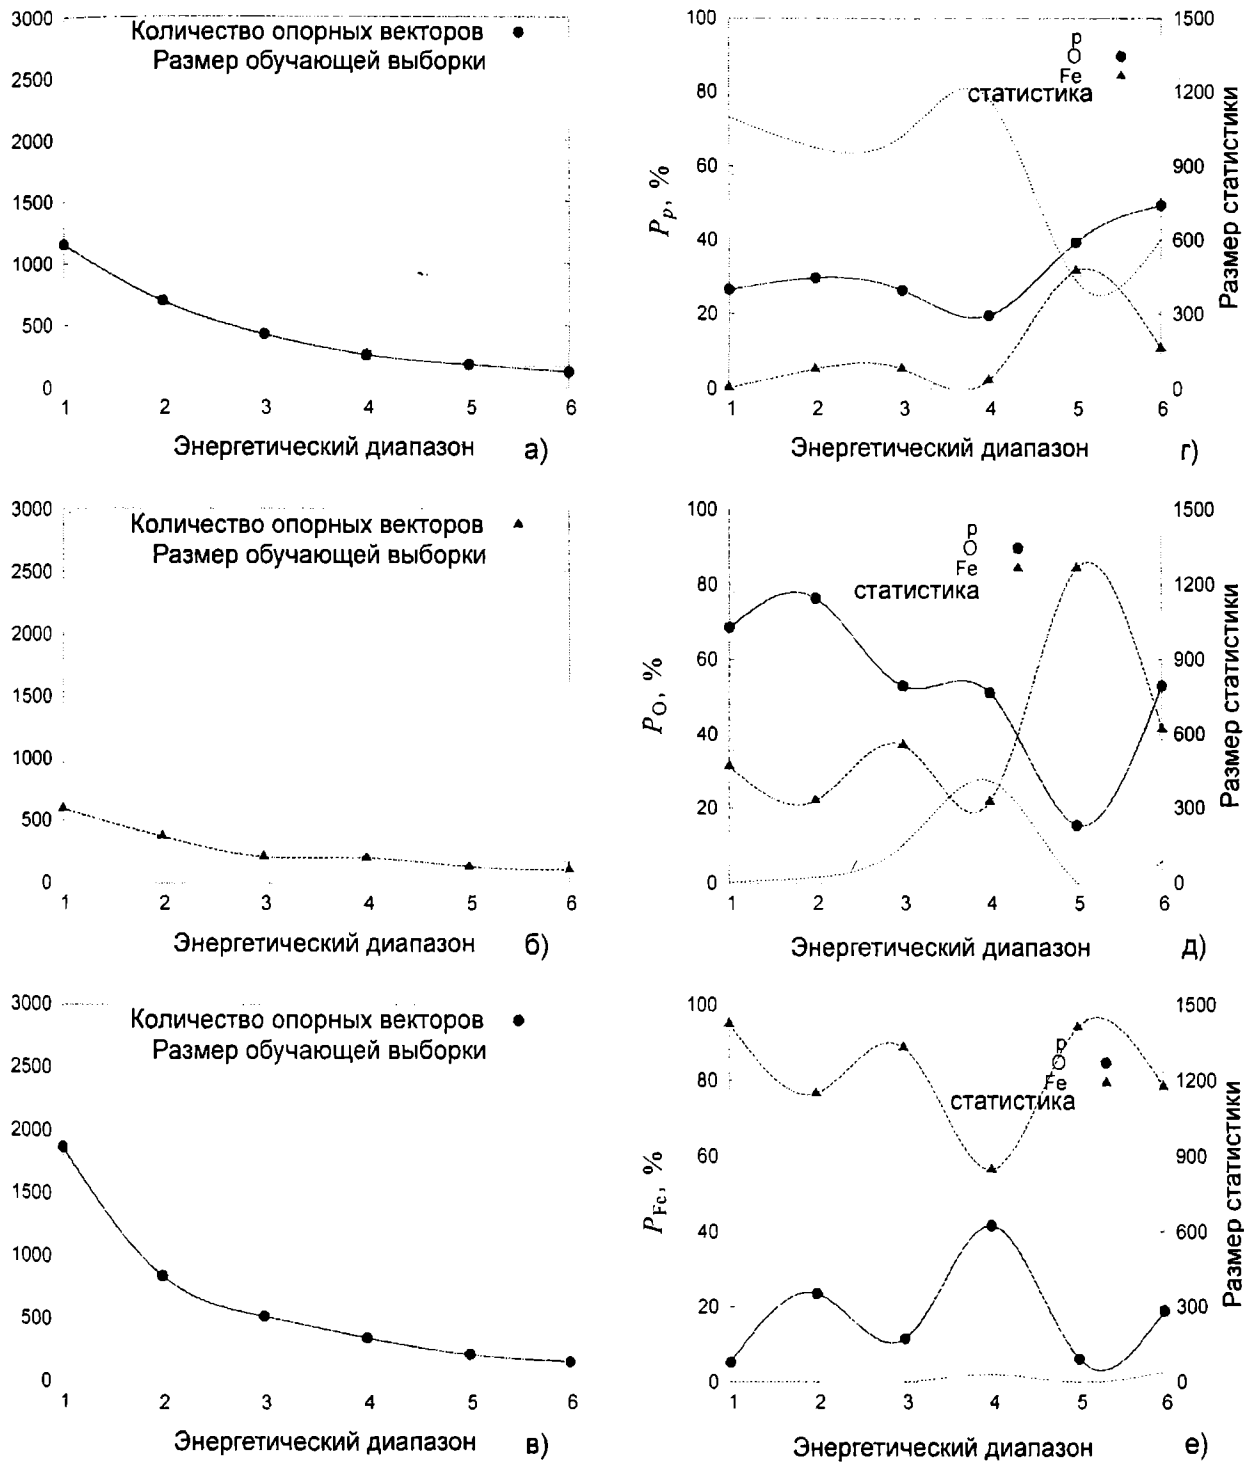 3000
2500
2000
1500
1000
500
0
Количество опорных векторов
Размер обучающей выборки
1 2 3 4 5 6
Энергетический диапазон а)
100
80
60
40
20
0
P_p, %
p
O
Fe
статистика
1500
1200
900
600
300
0
Размер статистики
1 2 3 4 5 6
Энергетический диапазон г)
3000
2500
2000
1500
1000
500
0
Количество опорных векторов
Размер обучающей выборки
1 2 3 4 5 6
Энергетический диапазон б)
100
80
60
40
20
0
P_O, %
p
O
Fe
статистика
1500
1200
900
600
300
0
Размер статистики
1 2 3 4 5 6
Энергетический диапазон д)
3000
2500
2000
1500
1000
500
0
Количество опорных векторов
Размер обучающей выборки
1 2 3 4 5 6
Энергетический диапазон в)
100
80
60
40
20
0
P_Fe, %
p
O
Fe
статистика
1500
1200
900
600
300
0
Размер статистики
1 2 3 4 5 6
Энергетический диапазон е)